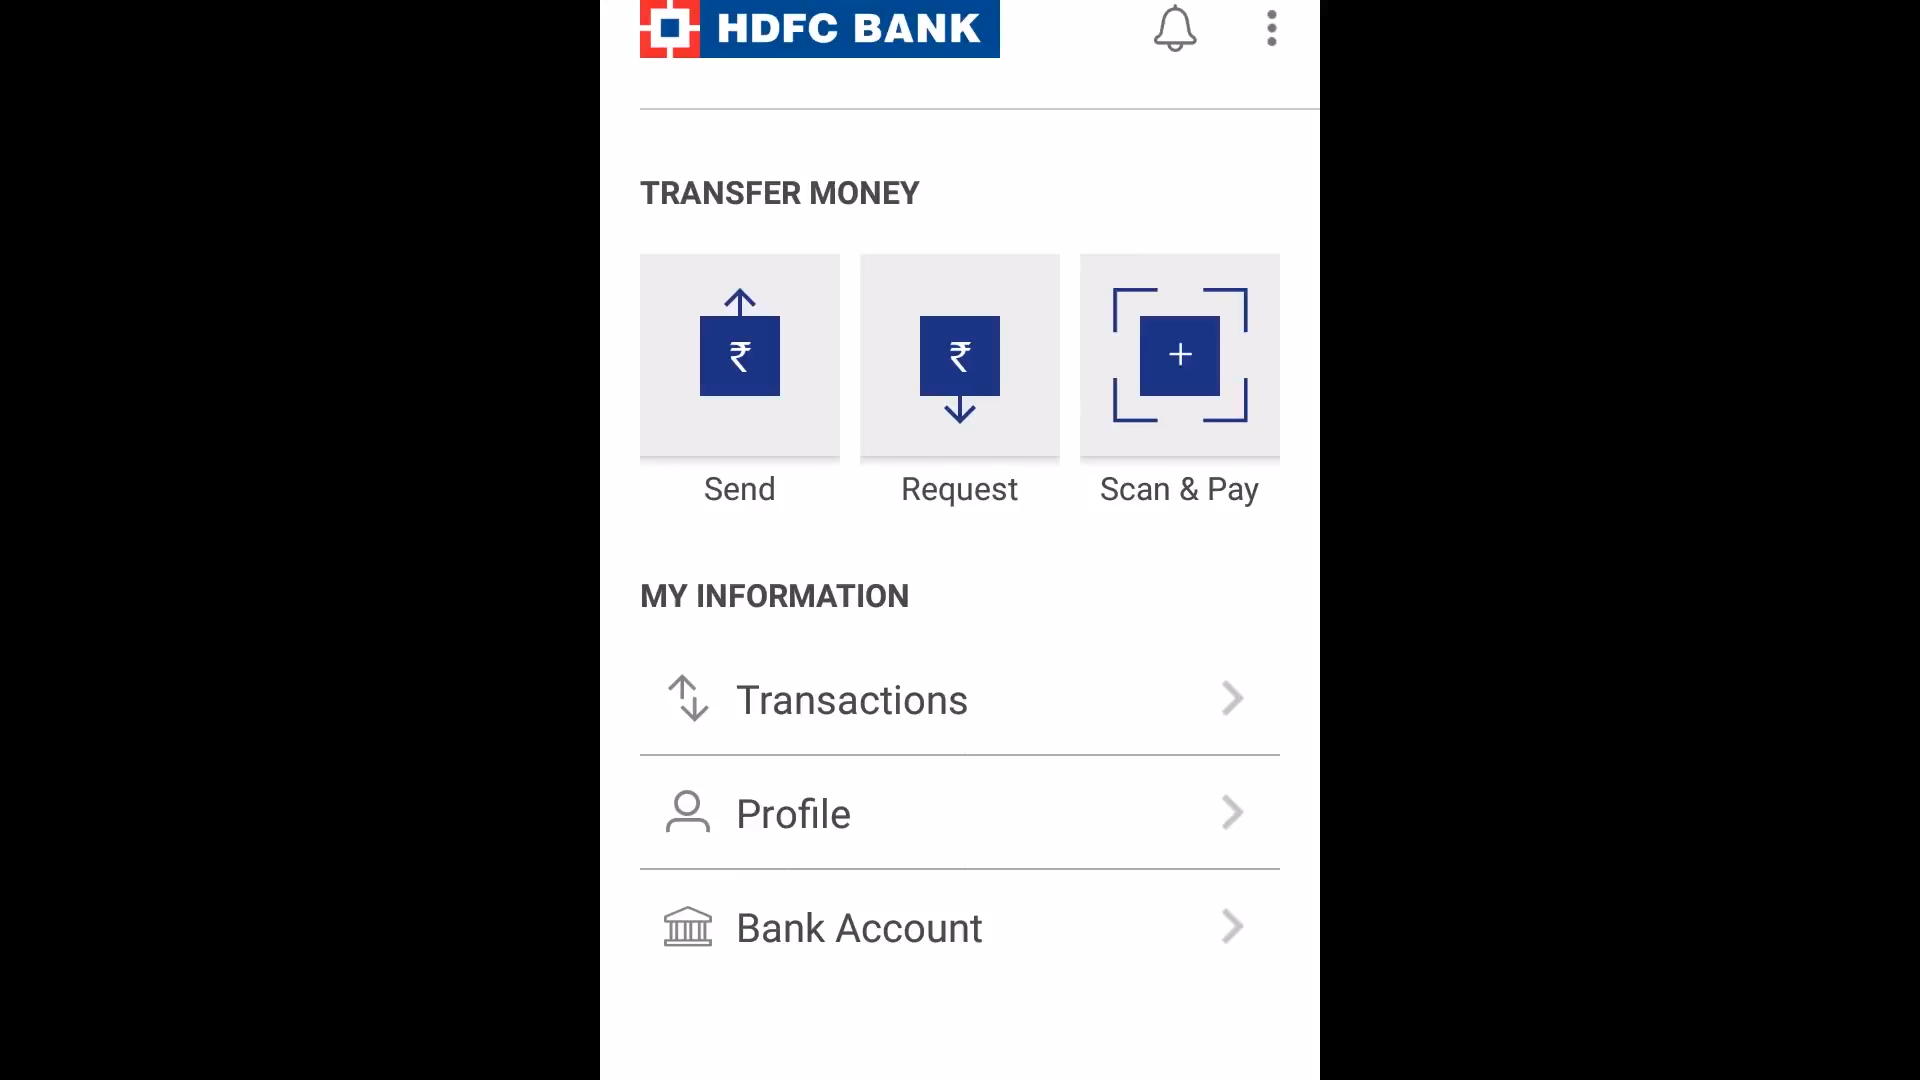 HDFC BANK
TRANSFER MONEY
₹ ₹ +
Send Request Scan & Pay
MY INFORMATION
Transactions
Profile
Bank Account